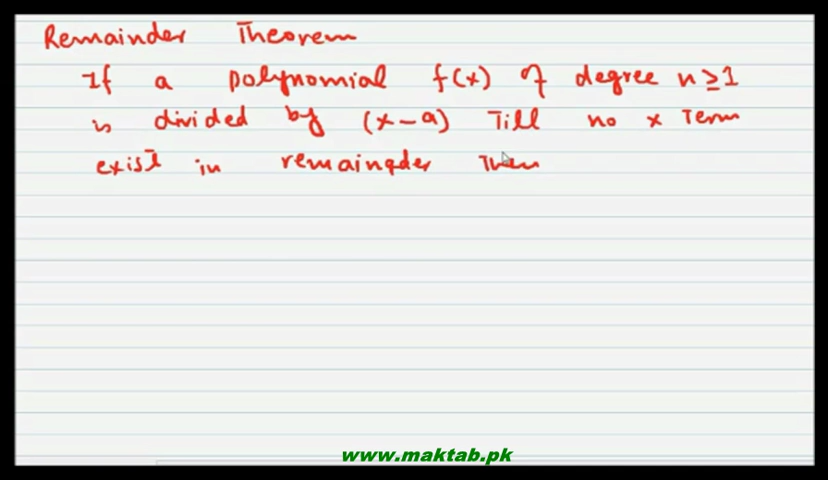 Remainder Theorem
If a polynomial f(x) of degree n ≥ 1
is divided by (x-a) Till no x Term
exist in remainqder Then
www.maktab.pk